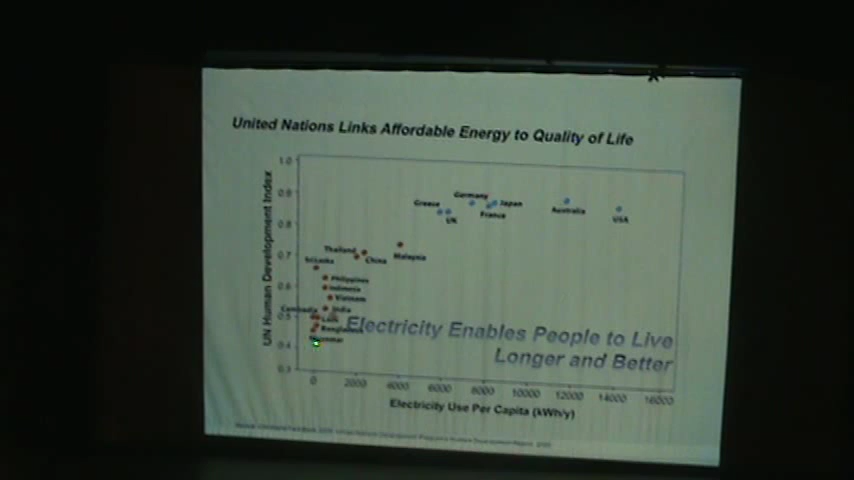 United Nations Links Affordable Energy to Quality of Life
UN Human Development Index
1.0
0.9
0.8
0.7
0.6
0.5
0.4
0.3
Germany
Greece
Japan
France
UK
Australia
USA
Thailand
China
Malaysia
Sri Lanka
Philippines
Indonesia
Vietnam
Cambodia
India
Laos
Bangladesh
Myanmar
Electricity Enables People to Live
Longer and Better
0 2000 4000 6000 8000 10000 12000 14000 16000
Electricity Use Per Capita (kWh/y)